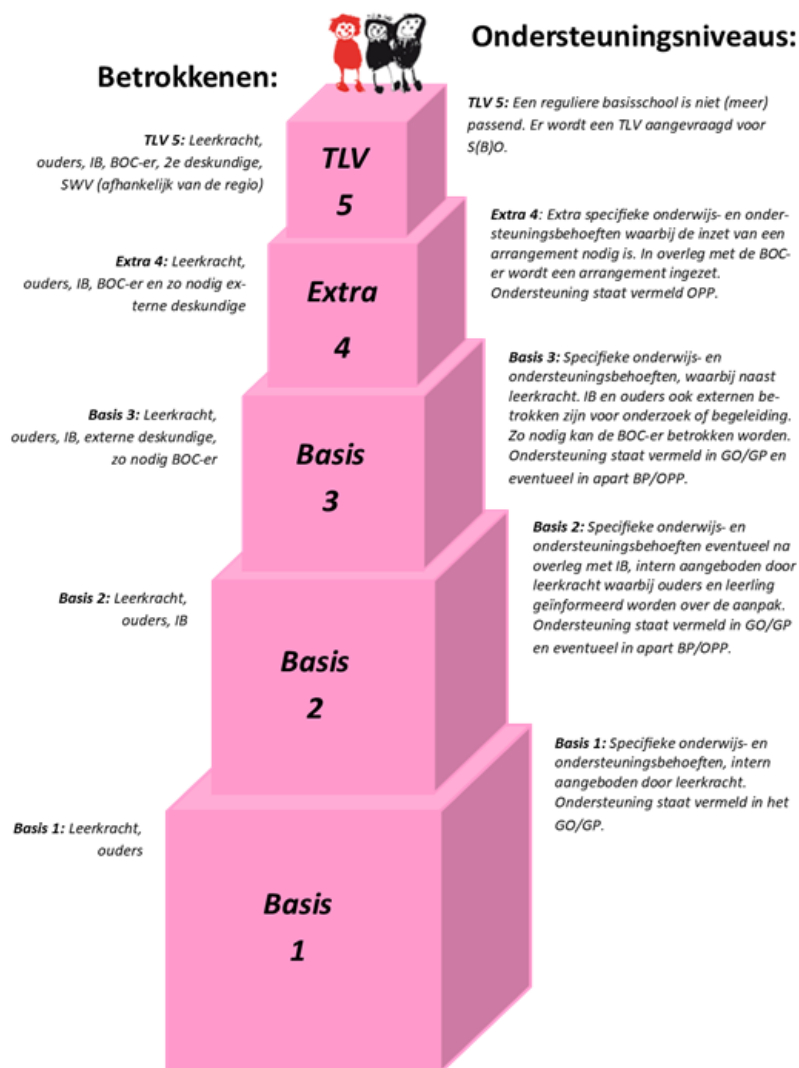 Ondersteuningsniveaus:
Betrokkenen:
TLV 5: Leerkracht,
ouders, IB, BOC-er, 2e deskundige,
SWV (afhankelijk van de regio)
TLV
5
TLV 5: Een reguliere basisschool is niet (meer)
passend. Er wordt een TLV aangevraagd voor
S(B)O.
Extra 4: Leerkracht,
ouders, IB, BOC-er en zo nodig ex-
terne deskundige
Extra
4
Extra 4: Extra specifieke onderwijs- en onder-
steuningsbehoeften waarbij de inzet van een
arrangement nodig is. In overleg met de BOC-
er wordt een arrangement ingezet.
Ondersteuning staat vermeld OPP.
Basis 3: Leerkracht,
ouders, IB, externe deskundige,
zo nodig BOC-er
Basis
3
Basis 3: Specifieke onderwijs- en
ondersteuningsbehoeften, waarbij naast
leerkracht. IB en ouders ook externen be-
trokken zijn voor onderzoek of begeleiding.
Zo nodig kan de BOC-er betrokken worden.
Ondersteuning staat vermeld in GO/GP en
eventueel in apart BP/OPP.
Basis 2: Leerkracht,
ouders, IB
Basis
2
Basis 2: Specifieke onderwijs- en
ondersteuningsbehoeften eventueel na
overleg met IB, intern aangeboden door
leerkracht waarbij ouders en leerling
geïnformeerd worden over de aanpak.
Ondersteuning staat vermeld in GO/GP
en eventueel in apart BP/OPP.
Basis 1: Leerkracht,
ouders
Basis
1
Basis 1: Specifieke onderwijs- en
ondersteuningsbehoeften, intern
aangeboden door leerkracht.
Ondersteuning staat vermeld in het
GO/GP.